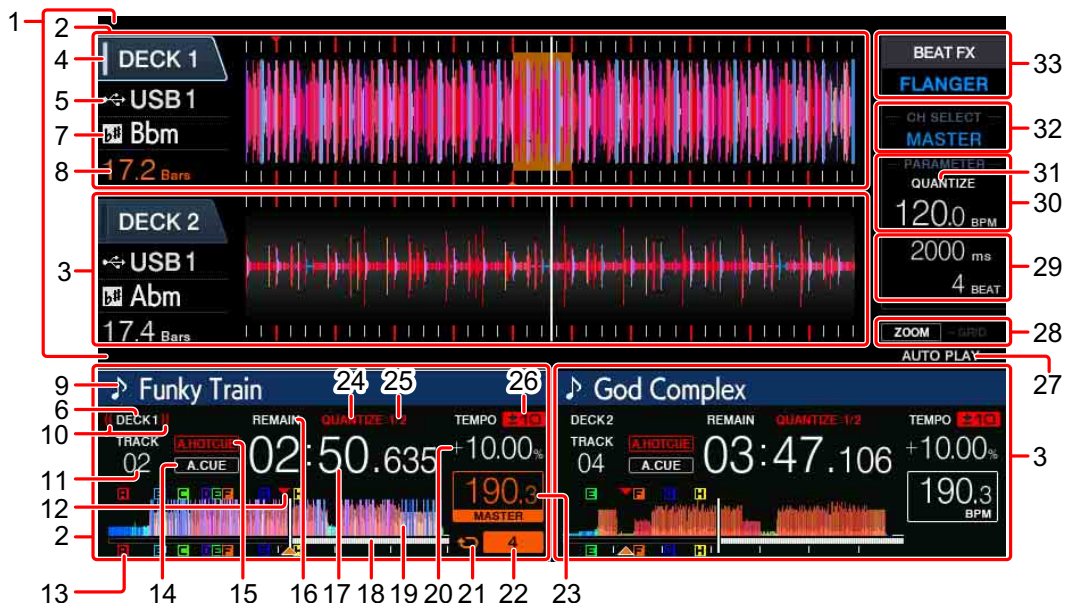 1
2
4 DECK 1 BEAT FX 33
5 USB 1 FLANGER
7 b# Bbm CH SELECT 32
MASTER
8 17.2 Bars PARAMETER 31
QUANTIZE 30
120.0 BPM
DECK 2 2000 ms 29
3 USB 1 4 BEAT
b# Abm
17.4 Bars ZOOM GRID 28
AUTO PLAY 27
9 ♪ Funky Train 24 25 26 ♪ God Complex
6 DECK1 REMAIN QUANTIZE 1/2 TEMPO ±10 DECK2 REMAIN QUANTIZE 1/2 TEMPO ±10
10 TRACK A.HOTCUE 02:50.635 +10.00% TRACK A.HOTCUE 03:47.106 +10.00% 3
11 02 A.CUE 04 A.CUE
12 A B C D E F G H 190.3 E F G H 190.3
MASTER BPM
2
A B C D E F G H 4 E F G H
13 14 15 16 17 18 19 20 21 22 23